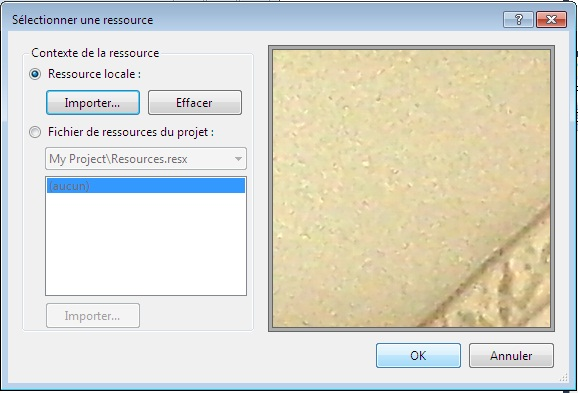 Sélectionner une ressource
Contexte de la ressource
Ressource locale :
Importer... Effacer
Fichier de ressources du projet :
My Project\Resources.resx
(aucun)
Importer...
OK Annuler